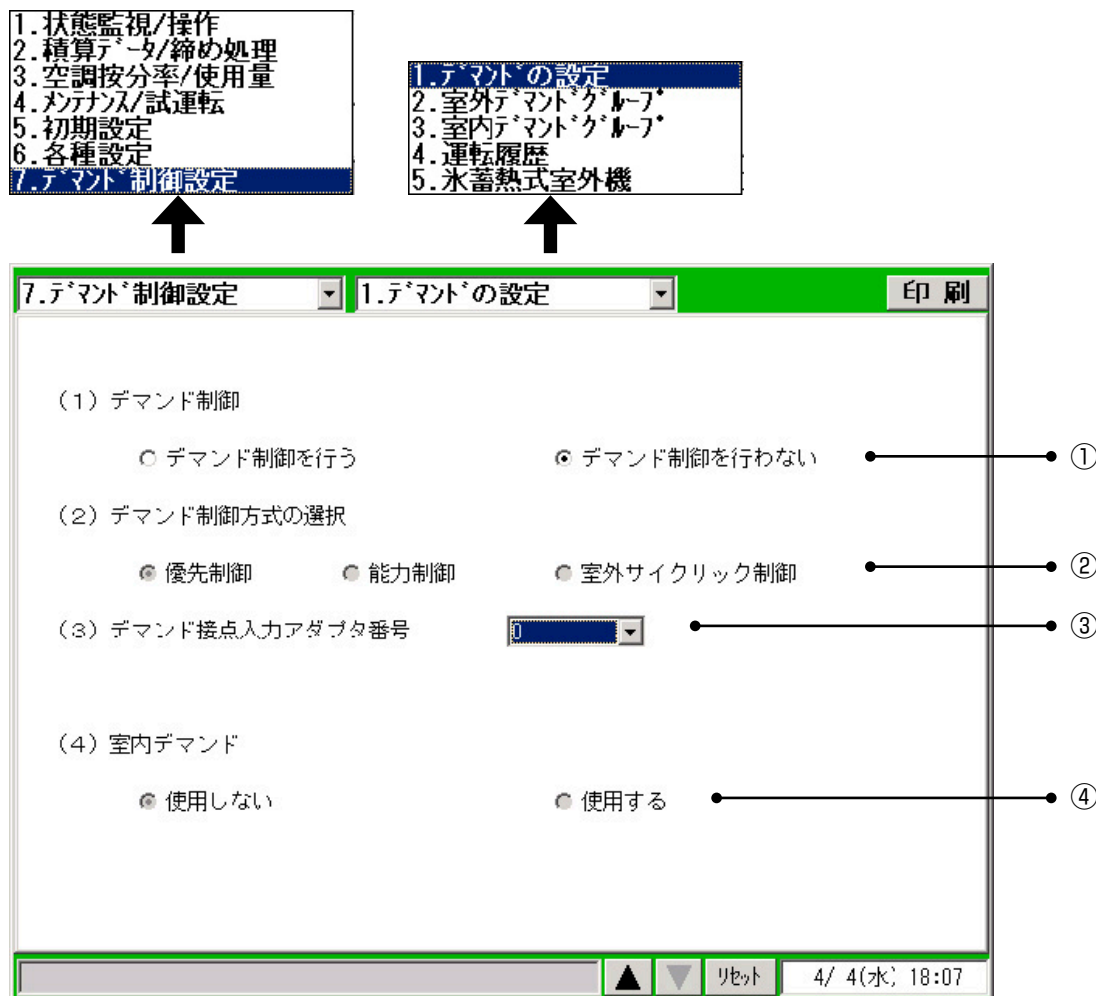 1.状態監視/操作
2.積算ﾃﾞｰﾀ/締め処理
3.空調按分率/使用量
4.ﾒﾝﾃﾅﾝｽ/試運転
5.初期設定
6.各種設定
7.ﾃﾞﾏﾝﾄﾞ制御設定
1.ﾃﾞﾏﾝﾄﾞの設定
2.室外ﾃﾞﾏﾝﾄﾞｸﾞﾙｰﾌﾟ
3.室内ﾃﾞﾏﾝﾄﾞｸﾞﾙｰﾌﾟ
4.運転履歴
5.氷蓄熱式室外機
7.ﾃﾞﾏﾝﾄﾞ制御設定 1.ﾃﾞﾏﾝﾄﾞの設定 印刷
(1) デマンド制御
デマンド制御を行う デマンド制御を行わない ①
(2) デマンド制御方式の選択
優先制御 能力制御 室外サイクリック制御 ②
(3) デマンド接点入力アダプタ番号 0 ③
(4) 室内デマンド
使用しない 使用する ④
ﾘｾｯﾄ 4/ 4(水) 18:07